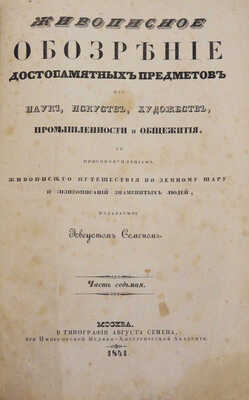 ЖИВОПИСНОЕ
ОБОЗРѢНІЕ
ДОСТОПАМЯТНЫХЪ ПРЕДМЕТОВЪ
ИЗЪ
НАУКЪ, ИСКУСТВЪ, ХУДОЖЕСТВЪ,
ПРОМЫШЛЕННОСТИ и ОБЩЕЖИТІЯ,
СЪ
ПРИСОВОКУПЛЕНІЕМЪ
ЖИВОПИСНАГО ПУТЕШЕСТВІЯ ПО ЗЕМНОМУ ШАРУ
И ЖИЗНЕОПИСАНІЙ ЗНАМЕНИТЫХЪ ЛЮДЕЙ,
ИЗДАВАЕМОЕ
Августомъ Семеномъ.
Часть седьмая.
МОСКВА.
В ТИПОГРАФІИ АВГУСТА СЕМЕНА,
ПРИ ИМПЕРАТОРСКОЙ МЕДИКО-ХИРУРГИЧЕСКОЙ АКАДЕМІИ.
1841